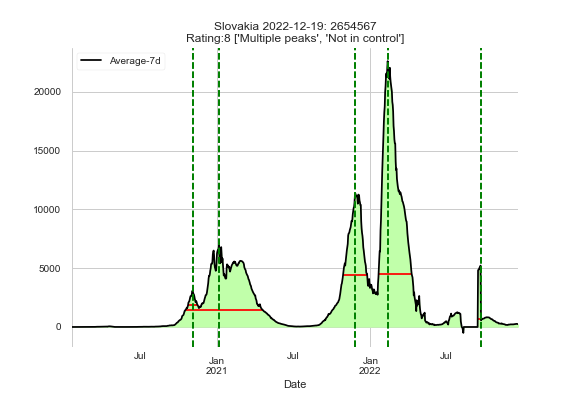 Slovakia 2022-12-19: 2654567
Rating:8 ['Multiple peaks', 'Not in control']
Average-7d
20000
15000
10000
5000
0
Jul
Jan
2021
Jul
Jan
2022
Jul
Date